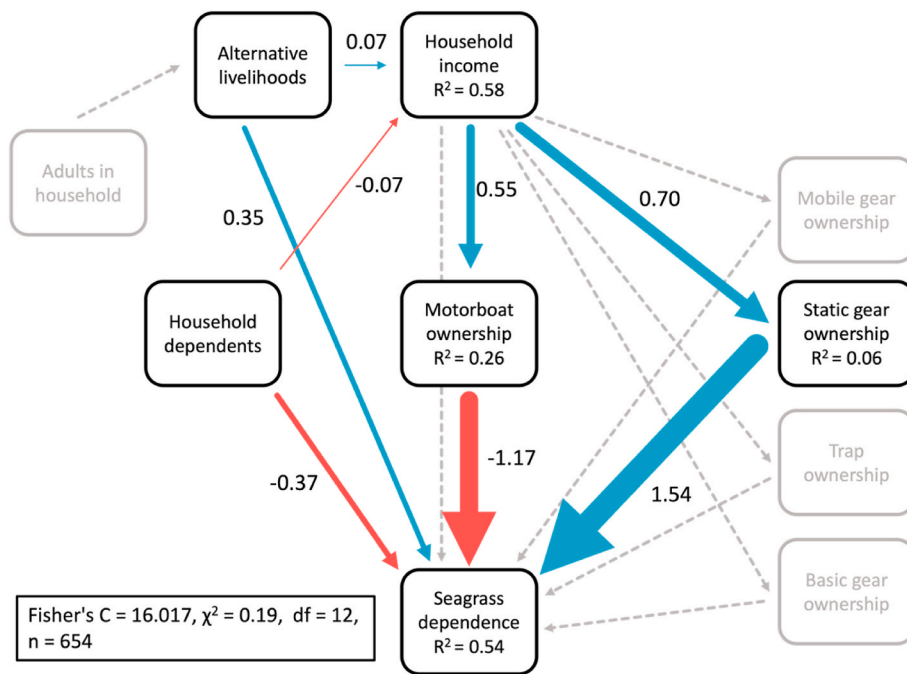 Alternative
livelihoods
0.07
Household
income
R² = 0.58
Adults in
household
-0.07
0.55
0.70
Mobile gear
ownership
0.35
Household
dependents
Motorboat
ownership
R² = 0.26
Static gear
ownership
R² = 0.06
-0.37
-1.17
1.54
Trap
ownership
Seagrass
dependence
R² = 0.54
Basic gear
ownership
Fisher's C = 16.017, χ² = 0.19, df = 12,
n = 654